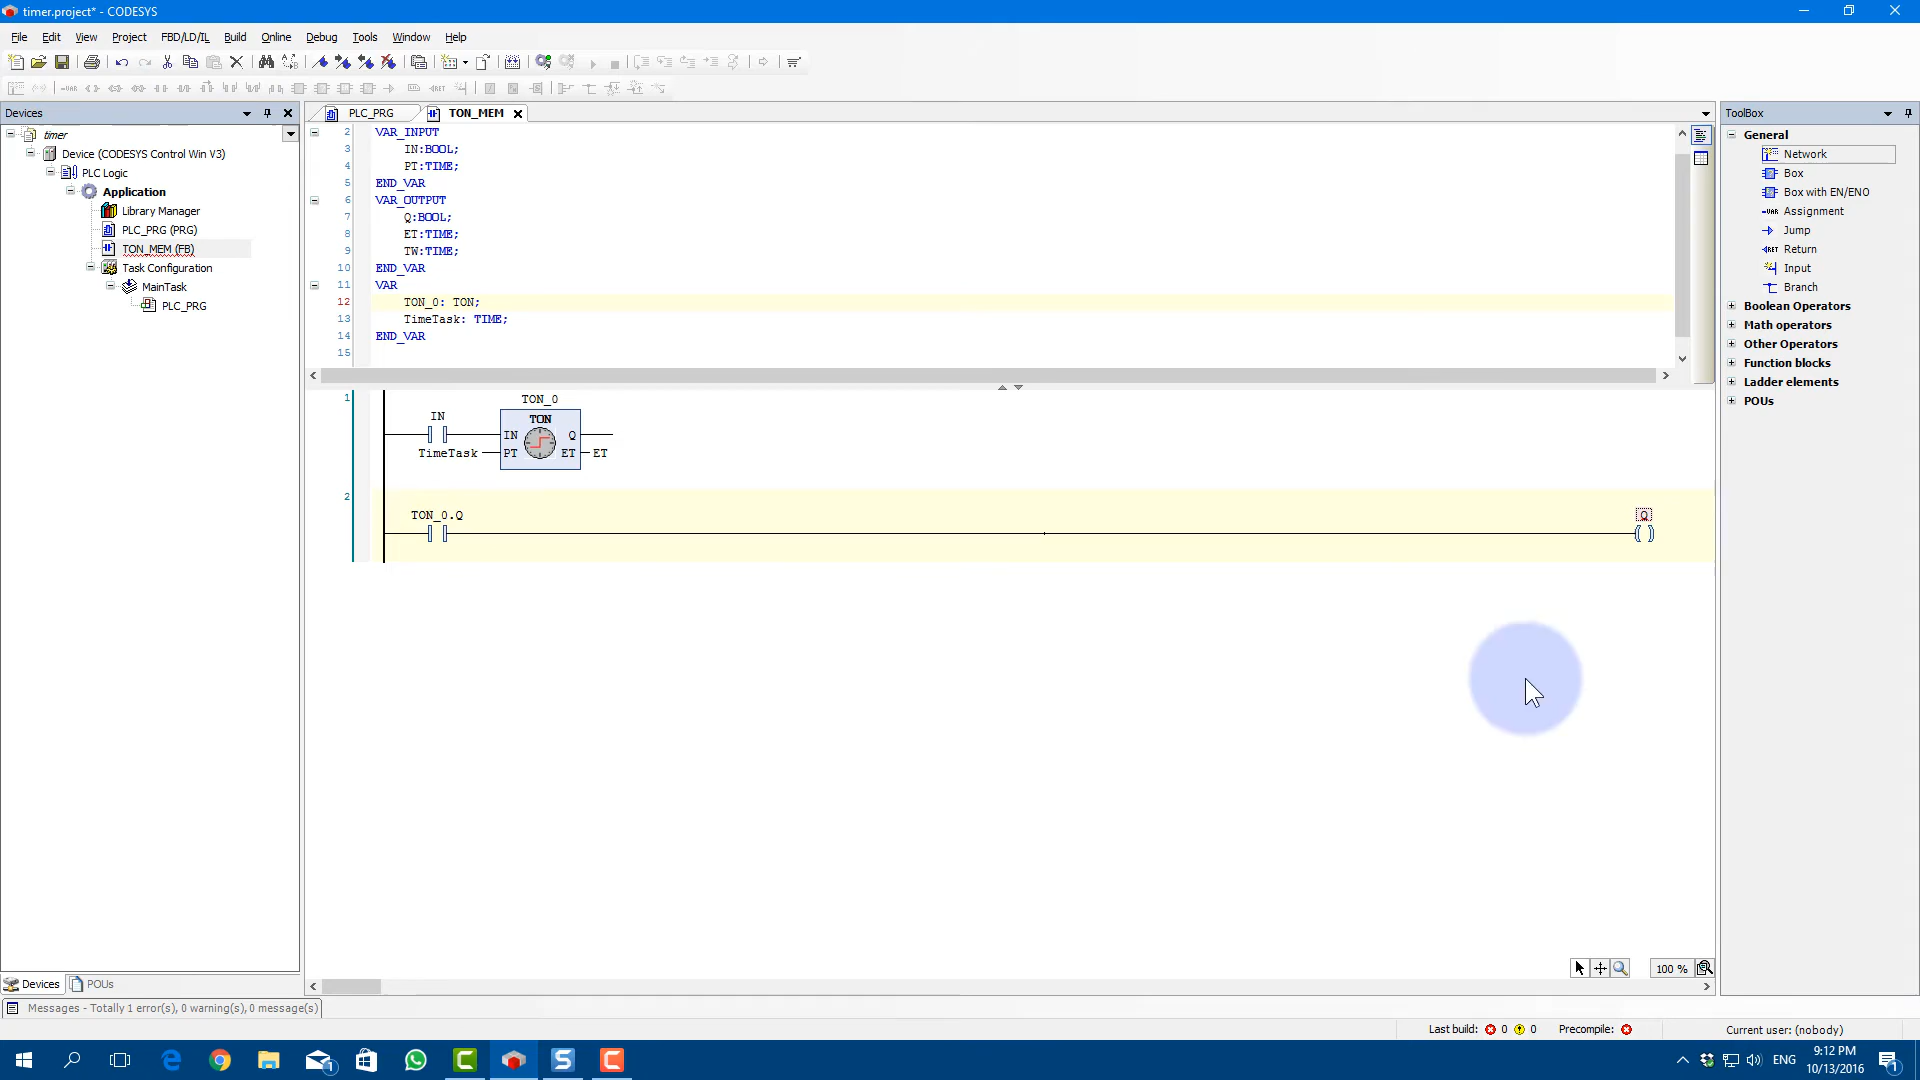 timer.project* - CODESYS
File Edit View Project FBD/LD/IL Build Online Debug Tools Window Help
Devices
timer
Device (CODESYS Control Win V3)
PLC Logic
Application
Library Manager
PLC_PRG (PRG)
TON_MEM (FB)
Task Configuration
MainTask
PLC_PRG
Devices POUs
PLC_PRG TON_MEM
2 VAR_INPUT
3 IN:BOOL;
4 PT:TIME;
5 END_VAR
6 VAR_OUTPUT
7 Q:BOOL;
8 ET:TIME;
9 TW:TIME;
10 END_VAR
11 VAR
12 TON_0: TON;
13 TimeTask: TIME;
14 END_VAR
15
1 TON_0
IN TON
IN Q
TimeTask PT ET ET
2
TON_0.Q Q
100 %
ToolBox
General
Network
Box
Box with EN/ENO
Assignment
Jump
Return
Input
Branch
Boolean Operators
Math operators
Other Operators
Function blocks
Ladder elements
POUs
Messages - Totally 1 error(s), 0 warning(s), 0 message(s)
Last build: 0 0 Precompile: Current user: (nobody)
ENG 9:12 PM
10/13/2016